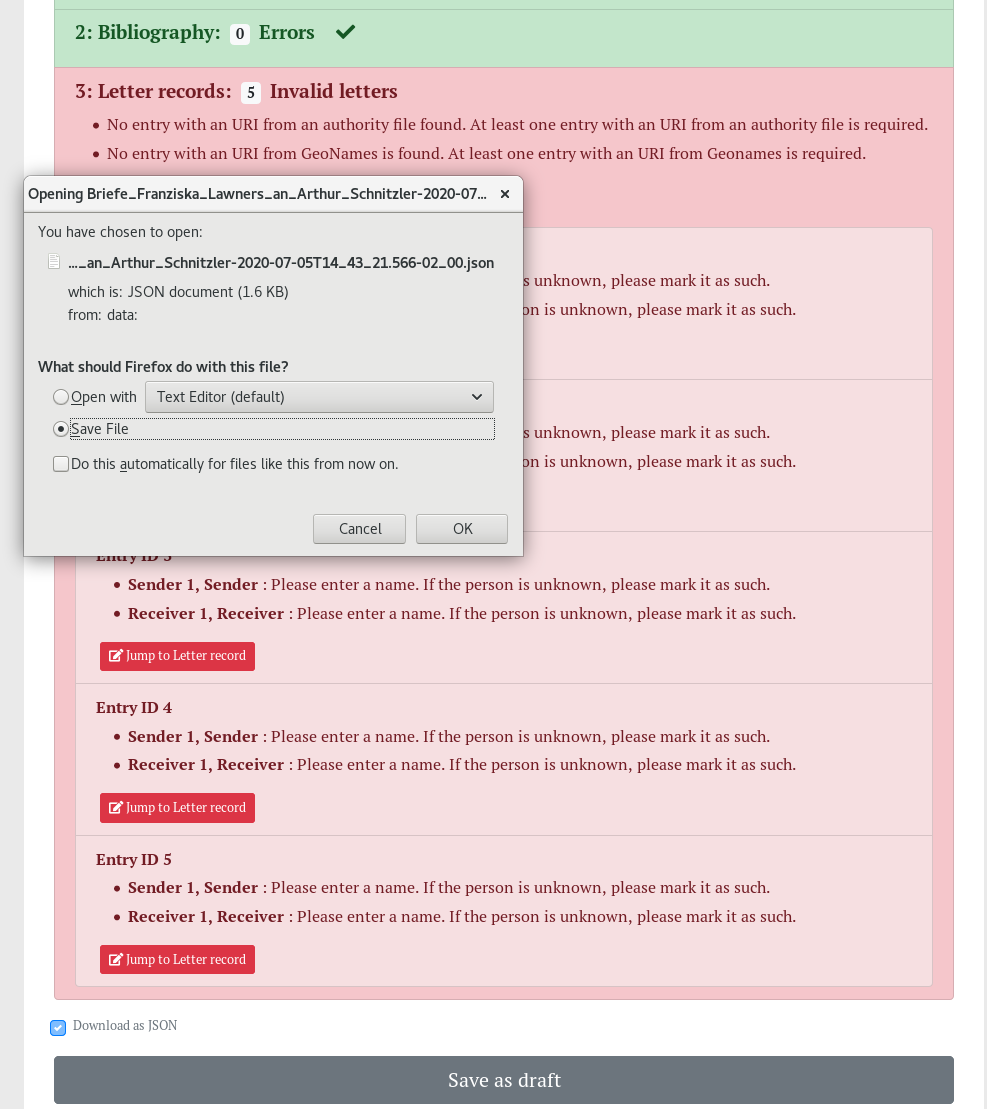 2: Bibliography: 0 Errors
3: Letter records: 5 Invalid letters
No entry with an URI from an authority file found. At least one entry with an URI from an authority file is required.
No entry with an URI from GeoNames is found. At least one entry with an URI from Geonames is required.
Opening Briefe_Franziska_Lawners_an_Arthur_Schnitzler-2020-07...
You have chosen to open:
..._an_Arthur_Schnitzler-2020-07-05T14_43_21.566-02_00.json
which is: JSON document (1.6 KB)
from: data:
What should Firefox do with this file?
Open with Text Editor (default)
Save File
Do this automatically for files like this from now on.
Cancel OK
s unknown, please mark it as such.
on is unknown, please mark it as such.
s unknown, please mark it as such.
on is unknown, please mark it as such.
Entry ID 3
Sender 1, Sender : Please enter a name. If the person is unknown, please mark it as such.
Receiver 1, Receiver : Please enter a name. If the person is unknown, please mark it as such.
Jump to Letter record
Entry ID 4
Sender 1, Sender : Please enter a name. If the person is unknown, please mark it as such.
Receiver 1, Receiver : Please enter a name. If the person is unknown, please mark it as such.
Jump to Letter record
Entry ID 5
Sender 1, Sender : Please enter a name. If the person is unknown, please mark it as such.
Receiver 1, Receiver : Please enter a name. If the person is unknown, please mark it as such.
Jump to Letter record
Download as JSON
Save as draft